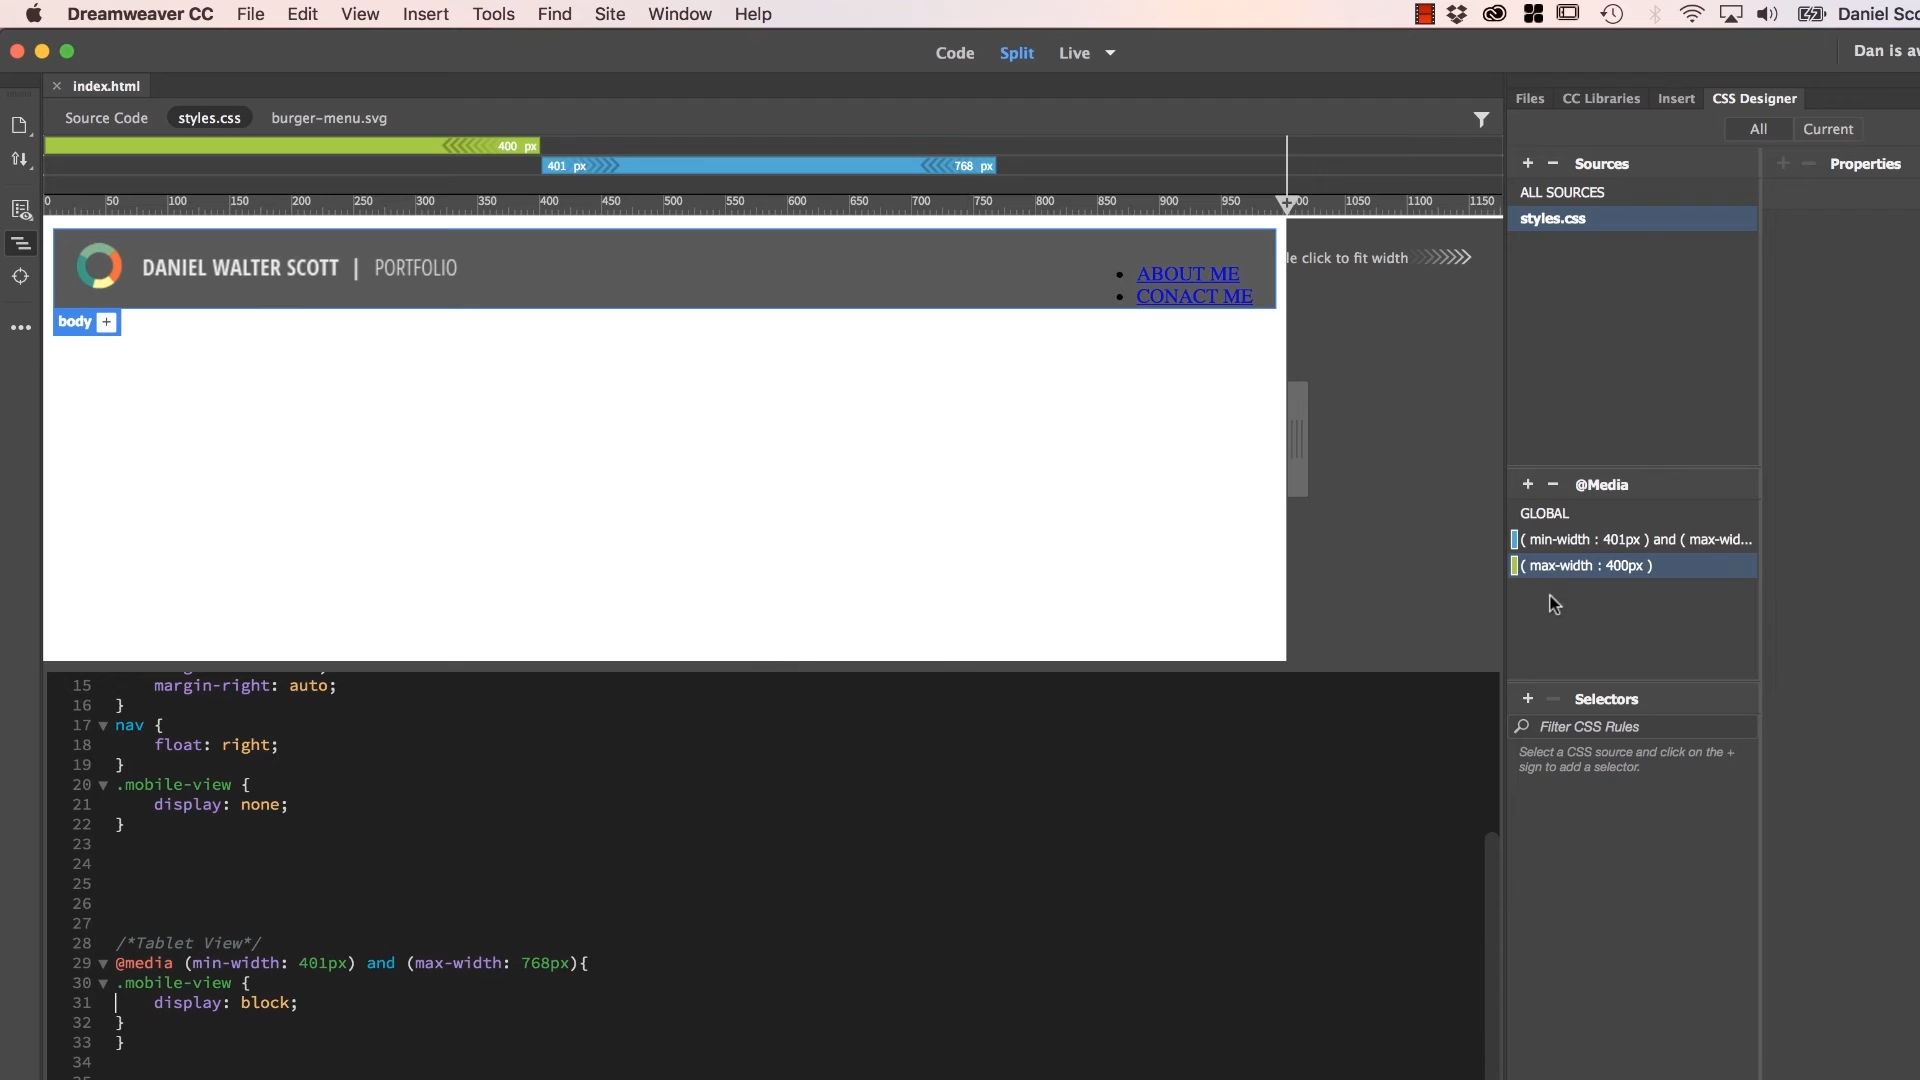 Dreamweaver CC File Edit View Insert Tools Find Site Window Help Daniel Sco
Code Split Live Dan is av
index.html
Source Code styles.css burger-menu.svg
400 px
401 px 768 px
0 50 100 150 200 250 300 350 400 450 500 550 600 650 700 750 800 850 900 950 00 1050 1100 1150
DANIEL WALTER SCOTT | PORTFOLIO
le click to fit width
• ABOUT ME
• CONACT ME
body +
15 margin-right: auto;
16 }
17 nav {
18 float: right;
19 }
20 .mobile-view {
21 display: none;
22 }
23
24
25
26
27
28 /*Tablet View*/
29 @media (min-width: 401px) and (max-width: 768px){
30 .mobile-view {
31 display: block;
32 }
33 }
34
Files CC Libraries Insert CSS Designer
All Current
+ − Sources
ALL SOURCES
styles.css
+ − Properties
+ − @Media
GLOBAL
( min-width : 401px ) and ( max-wid...
( max-width : 400px )
+ − Selectors
Filter CSS Rules
Select a CSS source and click on the +
sign to add a selector.